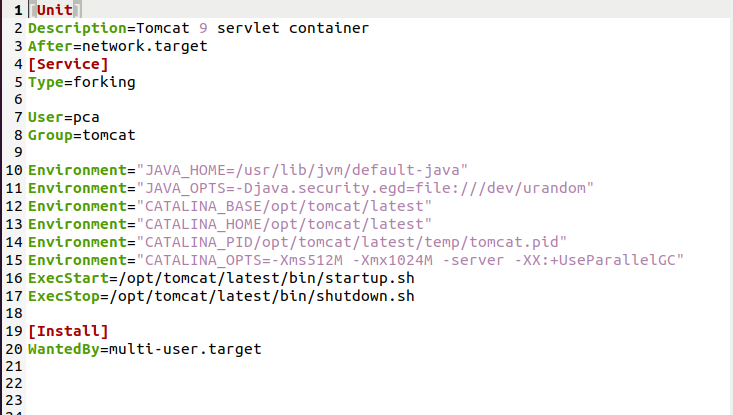 1 [Unit]
2 Description=Tomcat 9 servlet container
3 After=network.target
4 [Service]
5 Type=forking
6
7 User=pca
8 Group=tomcat
9
10 Environment="JAVA_HOME=/usr/lib/jvm/default-java"
11 Environment="JAVA_OPTS=-Djava.security.egd=file:///dev/urandom"
12 Environment="CATALINA_BASE/opt/tomcat/latest"
13 Environment="CATALINA_HOME/opt/tomcat/latest"
14 Environment="CATALINA_PID/opt/tomcat/latest/temp/tomcat.pid"
15 Environment="CATALINA_OPTS=-Xms512M -Xmx1024M -server -XX:+UseParallelGC"
16 ExecStart=/opt/tomcat/latest/bin/startup.sh
17 ExecStop=/opt/tomcat/latest/bin/shutdown.sh
18
19 [Install]
20 WantedBy=multi-user.target
21
22
23